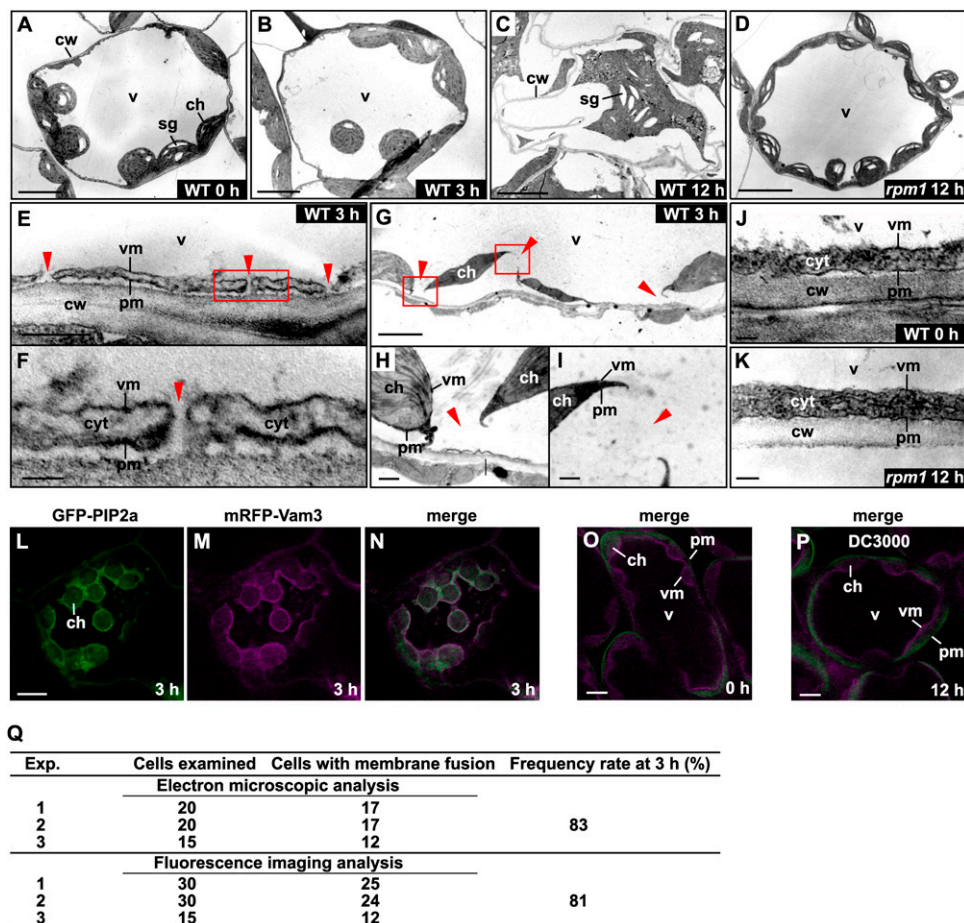 A
cw
v
ch
sg
WT 0 h
B
v
WT 3 h
C
cw
sg
WT 12 h
D
v
rpm1 12 h
E
WT 3 h
v
vm
pm
cw
F
vm
cyt
pm
G
WT 3 h
v
ch
H
ch
vm
pm
ch
I
vm
ch
pm
J
v
vm
cyt
pm
cw
WT 0 h
K
v
vm
cyt
cw
pm
rpm1 12 h
GFP-PIP2a
mRFP-Vam3
merge
merge
merge
L
ch
3 h
M
3 h
N
3 h
O
ch
pm
vm
v
0 h
P
DC3000
ch
vm
v
pm
12 h
Q
Exp. Cells examined Cells with membrane fusion Frequency rate at 3 h (%)
Electron microscopic analysis
1 20 17
2 20 17 83
3 15 12
Fluorescence imaging analysis
1 30 25
2 30 24 81
3 15 12